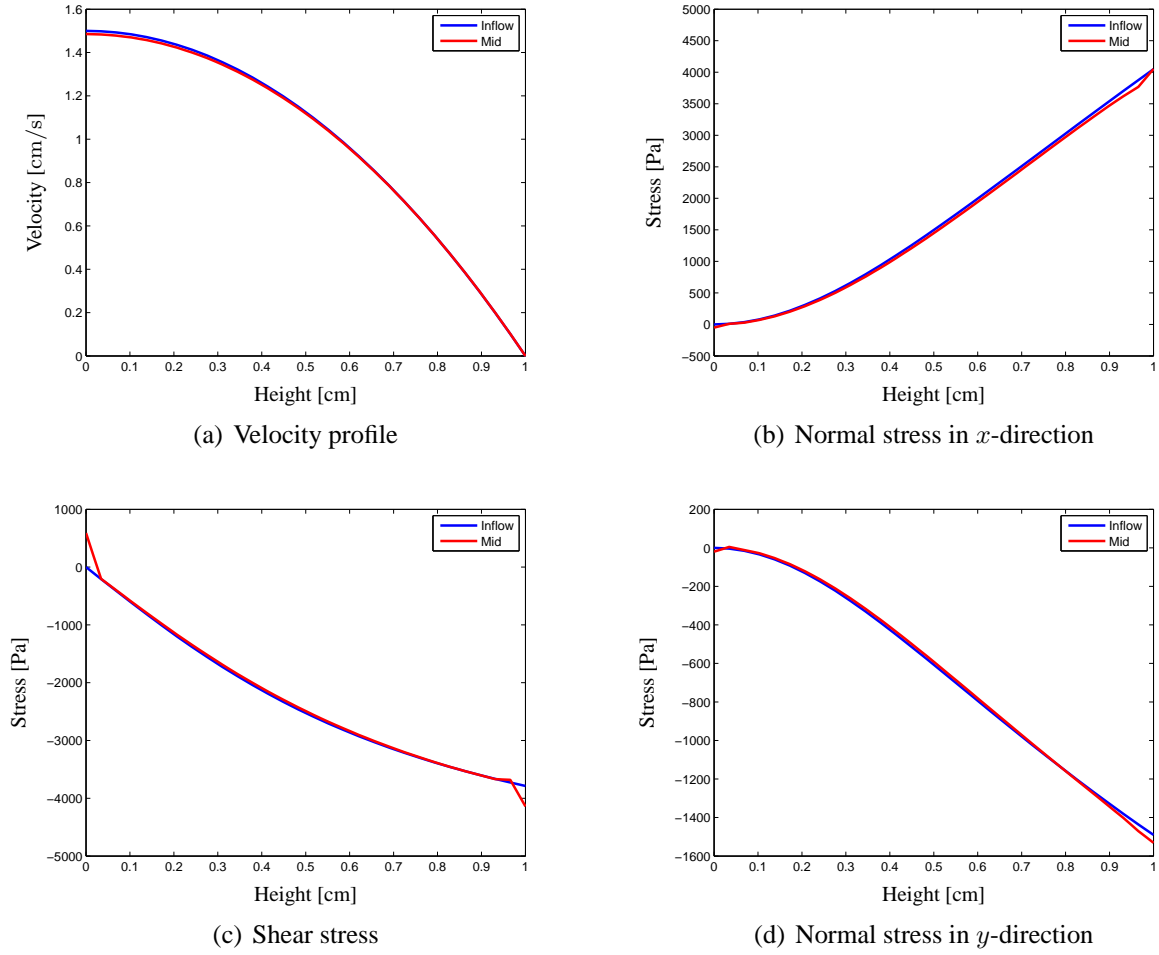 1.6
1.4
1.2
1
0.8
0.6
0.4
0.2
0
Velocity [cm/s]
Inflow
Mid
0 0.1 0.2 0.3 0.4 0.5 0.6 0.7 0.8 0.9 1
Height [cm]
(a) Velocity profile
5000
4500
4000
3500
3000
2500
2000
1500
1000
500
0
−500
Stress [Pa]
Inflow
Mid
0 0.1 0.2 0.3 0.4 0.5 0.6 0.7 0.8 0.9 1
Height [cm]
(b) Normal stress in x-direction
1000
0
−1000
−2000
−3000
−4000
−5000
Stress [Pa]
Inflow
Mid
0 0.1 0.2 0.3 0.4 0.5 0.6 0.7 0.8 0.9 1
Height [cm]
(c) Shear stress
200
0
−200
−400
−600
−800
−1000
−1200
−1400
−1600
Stress [Pa]
Inflow
Mid
0 0.1 0.2 0.3 0.4 0.5 0.6 0.7 0.8 0.9 1
Height [cm]
(d) Normal stress in y-direction